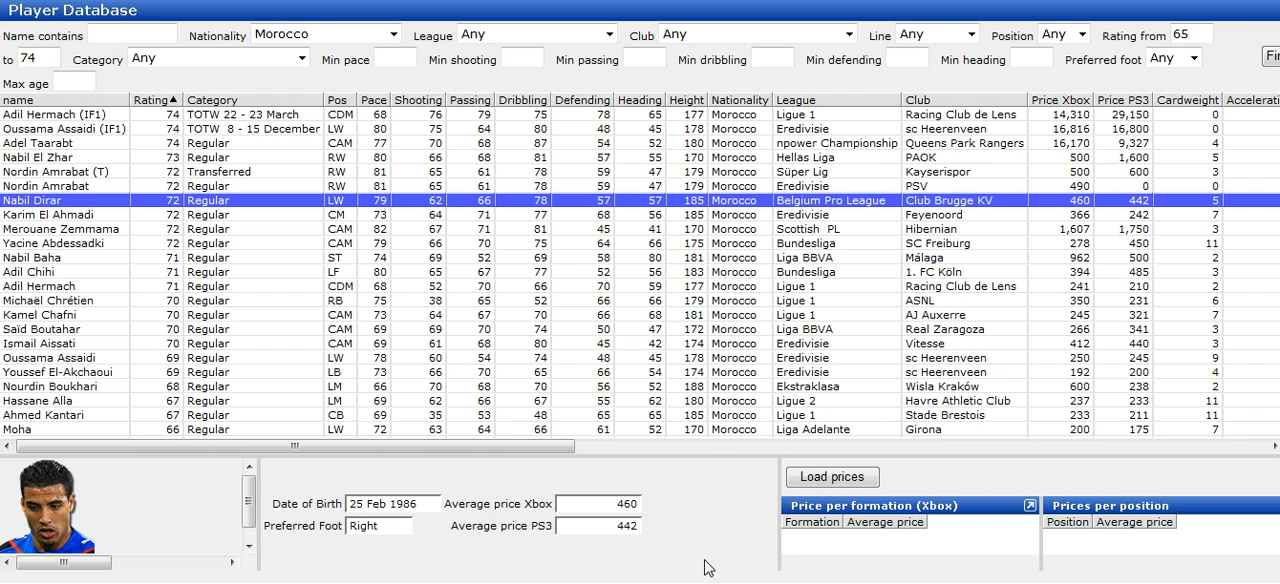 Player Database
Name contains Nationality Morocco League Any Club Any Line Any Position Any Rating from 65
to 74 Category Any Min pace Min shooting Min passing Min dribbling Min defending Min heading Preferred foot Any
Max age
name Rating Category Pos Pace Shooting Passing Dribbling Defending Heading Height Nationality League Club Price Xbox Price PS3 Cardweight
Adil Hermach (IF1) 74 TOTW 22 - 23 March CDM 68 76 79 75 78 65 177 Morocco Ligue 1 Racing Club de Lens 14,310 29,150 0
Oussama Assaidi (IF1) 74 TOTW 8 - 15 December LW 80 75 64 80 48 45 178 Morocco Eredivisie sc Heerenveen 16,816 16,800 0
Adel Taarabt 74 Regular CAM 77 70 68 87 54 52 180 Morocco npower Championship Queens Park Rangers 16,170 9,327 4
Nabil El Zhar 73 Regular RW 80 66 68 81 57 55 170 Morocco Hellas Liga PAOK 500 1,600 5
Nordin Amrabat (T) 72 Transferred RW 81 65 61 78 59 47 179 Morocco Süper Lig Kayserispor 500 600 3
Nordin Amrabat 72 Regular RW 81 65 61 78 59 47 179 Morocco Eredivisie PSV 490 0 0
Nabil Dirar 72 Regular LW 79 62 66 78 57 57 185 Morocco Belgium Pro League Club Brugge KV 460 442 5
Karim El Ahmadi 72 Regular CM 73 64 71 77 68 56 185 Morocco Eredivisie Feyenoord 366 242 7
Merouane Zemmama 72 Regular CAM 82 67 71 81 45 41 170 Morocco Scottish PL Hibernian 1,607 1,750 3
Yacine Abdessadki 72 Regular CAM 79 66 70 75 64 66 175 Morocco Bundesliga SC Freiburg 278 450 11
Nabil Baha 71 Regular ST 74 69 52 69 58 80 181 Morocco Liga BBVA Málaga 962 500 2
Adil Chihi 71 Regular LF 80 65 67 77 52 56 183 Morocco Bundesliga 1. FC Köln 394 485 3
Adil Hermach 71 Regular CDM 68 52 70 66 70 59 177 Morocco Ligue 1 Racing Club de Lens 241 210 2
Michaël Chrétien 70 Regular RB 75 38 65 52 66 66 179 Morocco Ligue 1 ASNL 350 231 6
Kamel Chafni 70 Regular CAM 73 64 67 70 66 68 181 Morocco Ligue 1 AJ Auxerre 245 321 7
Saïd Boutahar 70 Regular CAM 69 69 70 74 50 47 172 Morocco Liga BBVA Real Zaragoza 266 341 3
Ismail Aissati 70 Regular CAM 69 61 68 80 45 42 174 Morocco Eredivisie Vitesse 412 440 3
Oussama Assaidi 69 Regular LW 78 60 54 74 48 45 178 Morocco Eredivisie sc Heerenveen 250 245 9
Youssef El-Akchaoui 69 Regular LB 73 66 70 65 66 54 174 Morocco Eredivisie sc Heerenveen 192 200 4
Nourdin Boukhari 68 Regular LM 66 70 68 70 56 52 188 Morocco Ekstraklasa Wisla Kraków 600 238 2
Hassane Alla 67 Regular LM 69 62 66 67 55 62 180 Morocco Ligue 2 Havre Athletic Club 237 233 11
Ahmed Kantari 67 Regular CB 69 35 53 48 65 65 185 Morocco Ligue 1 Stade Brestois 233 211 11
Moha 66 Regular LW 72 63 64 66 61 52 170 Morocco Liga Adelante Girona 200 175 7
Load prices
Date of Birth 25 Feb 1986 Average price Xbox 460
Preferred Foot Right Average price PS3 442
Price per formation (Xbox) Prices per position
Formation Average price Position Average price